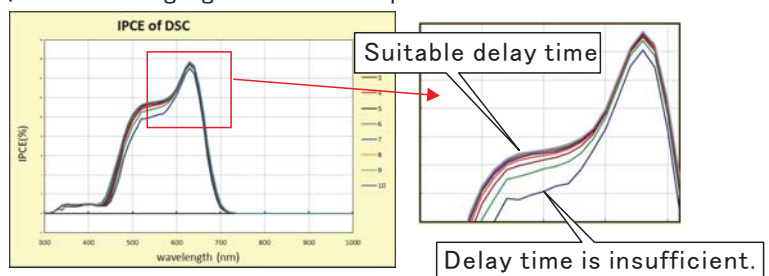 IPCE of DSC
Suitable delay time
3
4
5
6
7
8
9
10
IPCE(%)
300 400 500 600 700 800 900 1000
wavelength (nm)
Delay time is insufficient.